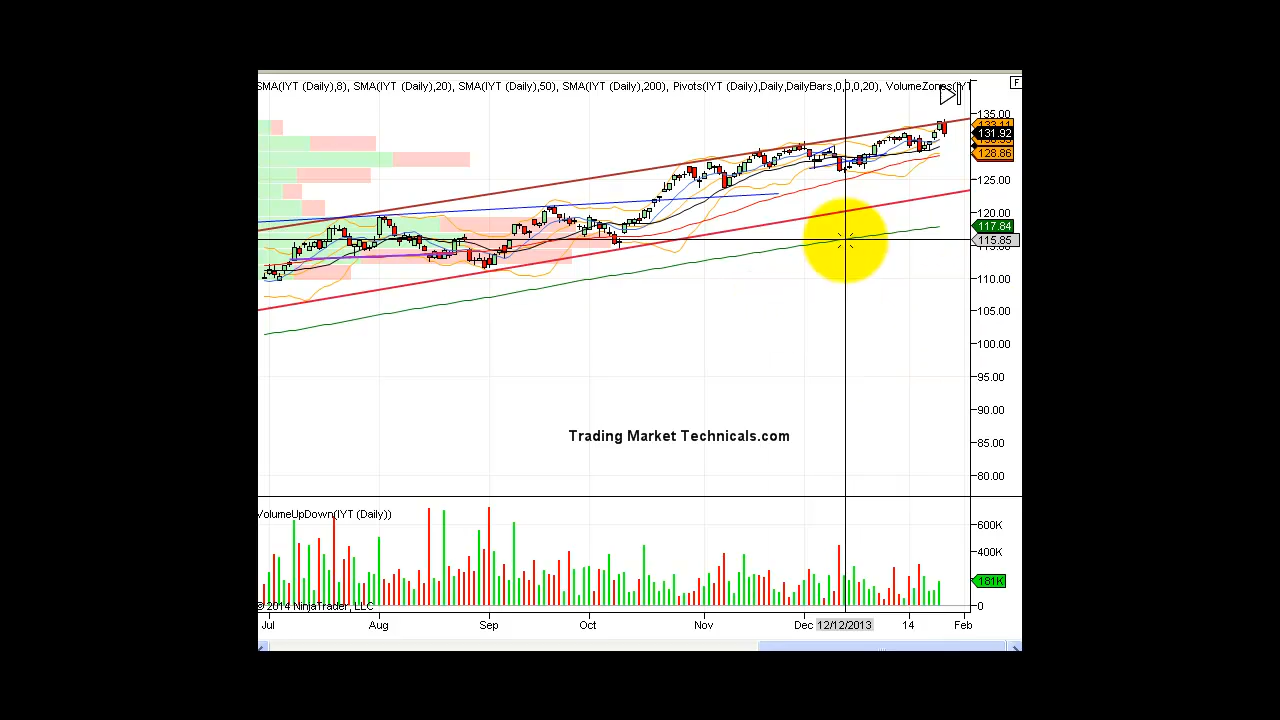 SMA(IYT (Daily),8), SMA(IYT (Daily),20), SMA(IYT (Daily),50), SMA(IYT (Daily),200), Pivots(IYT (Daily),Daily,DailyBars,0,0,0,20), VolumeZones(IYT
F
135.00
131.92
128.86
125.00
120.00
117.84
115.85
110.00
105.00
100.00
95.00
90.00
85.00
80.00
Trading Market Technicals.com
VolumeUpDown(IYT (Daily))
600K
400K
181K
0
© 2014 NinjaTrader, LLC
Jul Aug Sep Oct Nov Dec 12/12/2013 14 Feb